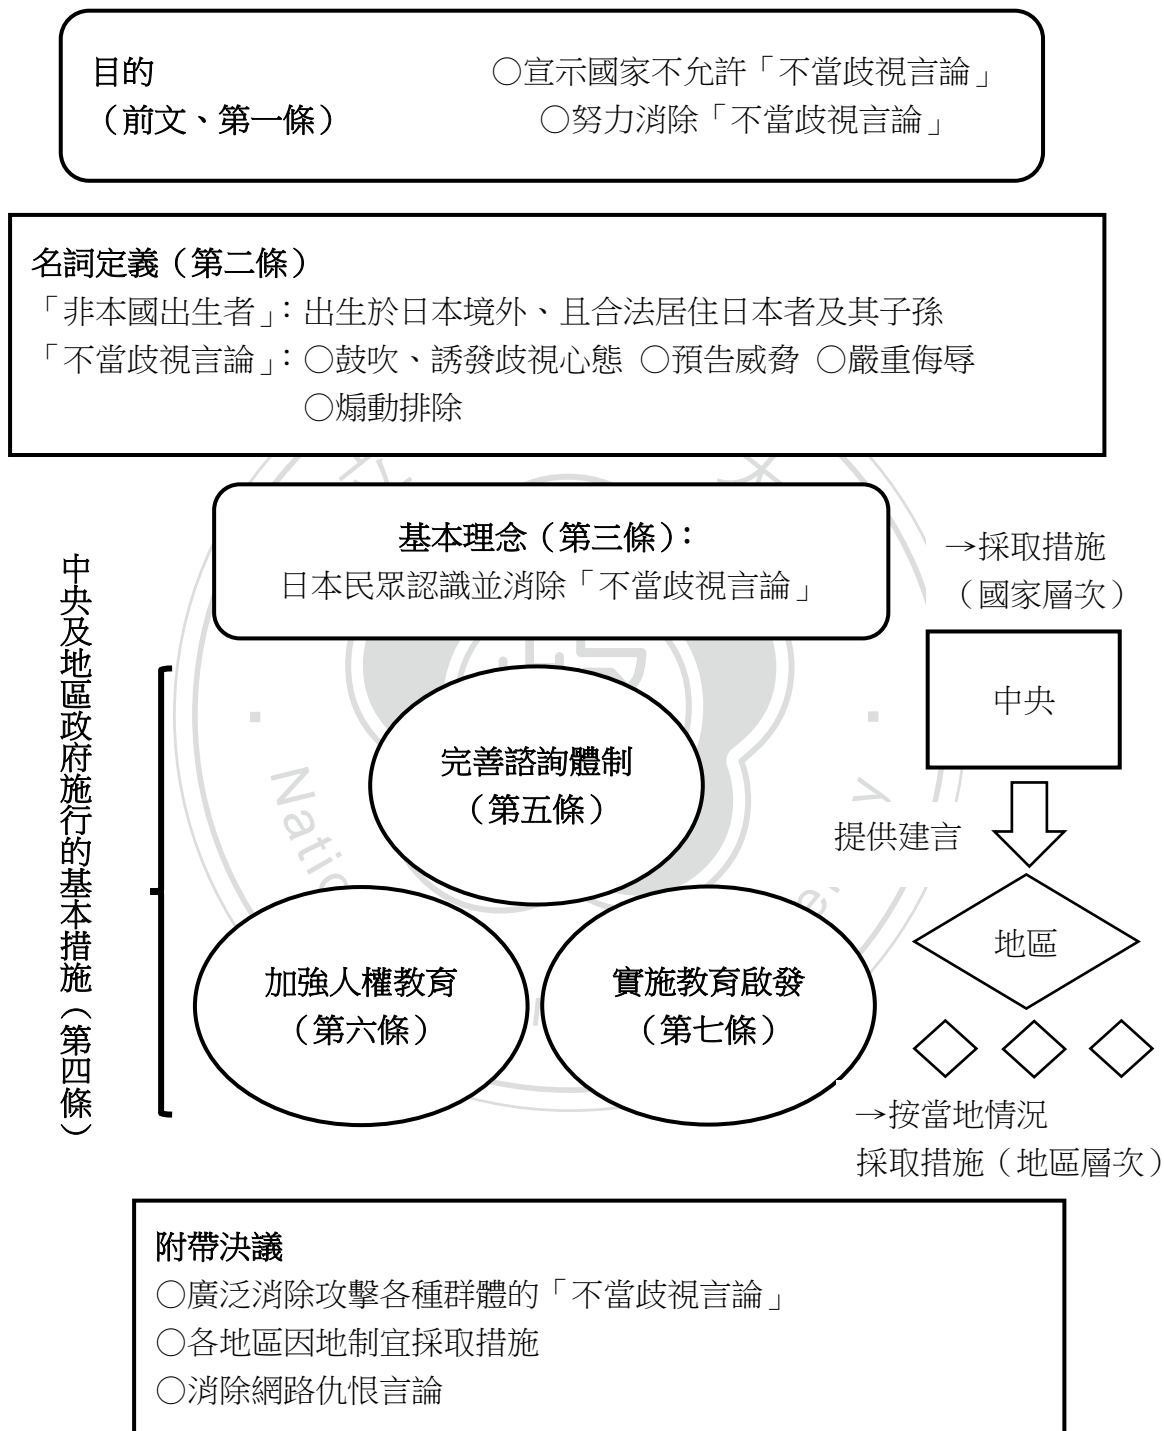 目的
（前文、第一條）
○宣示國家不允許「不當歧視言論」
○努力消除「不當歧視言論」
名詞定義（第二條）
「非本國出生者」：出生於日本境外、且合法居住日本者及其子孫
「不當歧視言論」：○鼓吹、誘發歧視心態 ○預告威脅 ○嚴重侮辱
○煽動排除
基本理念（第三條）：
日本民眾認識並消除「不當歧視言論」
中央及地區政府施行的基本措施（第四條）
完善諮詢體制
（第五條）
加強人權教育
（第六條）
實施教育啟發
（第七條）
→採取措施
（國家層次）
中央
提供建言
地區
→按當地情況
採取措施（地區層次）
附帶決議
○廣泛消除攻擊各種群體的「不當歧視言論」
○各地區因地制宜採取措施
○消除網路仇恨言論